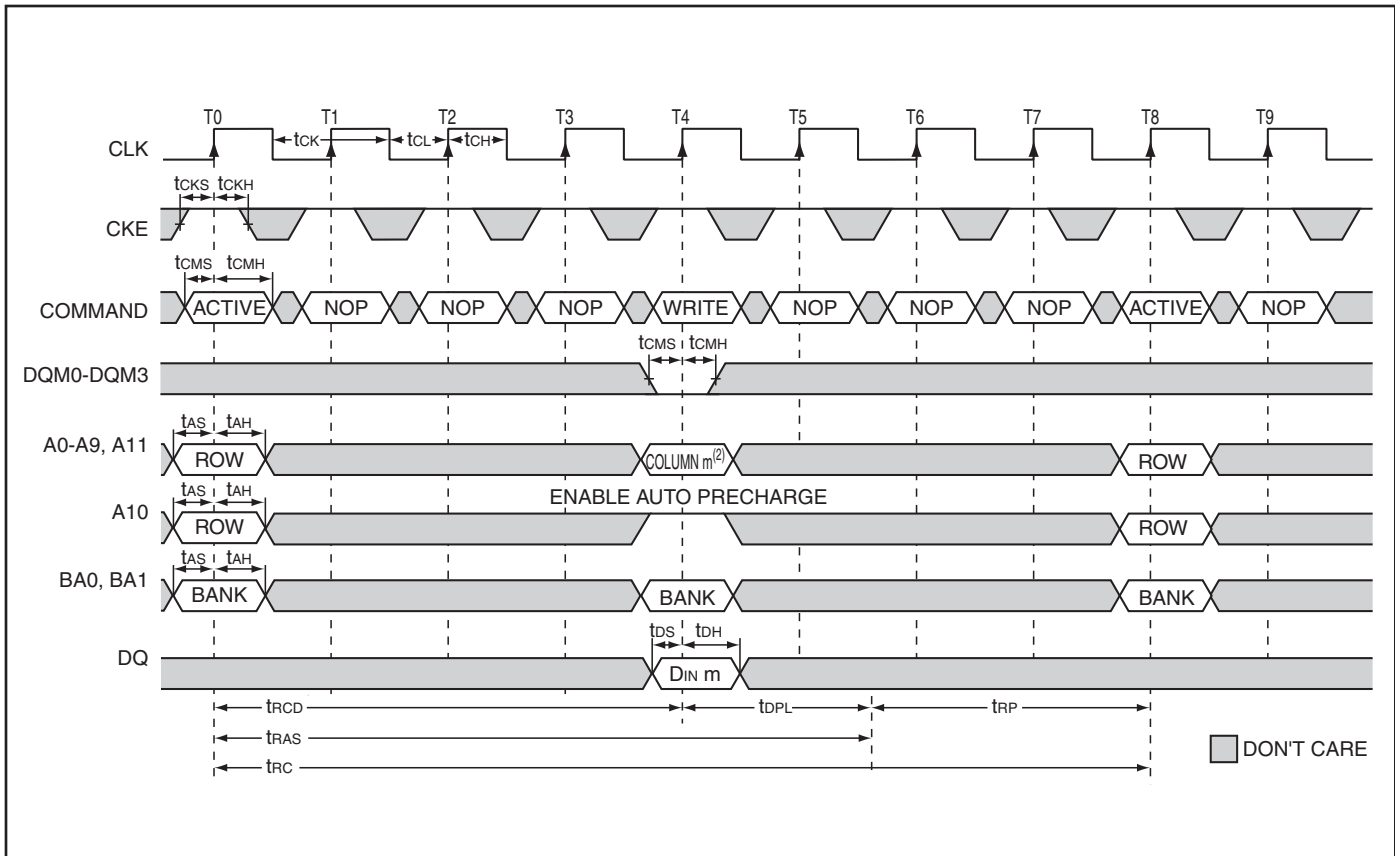 T0 T1 T2 T3 T4 T5 T6 T7 T8 T9
CLK tCK tCL tCH
tCKS tCKH
CKE
tCMS tCMH
COMMAND ACTIVE NOP NOP NOP WRITE NOP NOP NOP ACTIVE NOP
tCMS tCMH
DQM0-DQM3
tAS tAH
A0-A9, A11 ROW COLUMN m(2) ROW
tAS tAH ENABLE AUTO PRECHARGE
A10 ROW ROW
tAS tAH
BA0, BA1 BANK BANK BANK
tDS tDH
DQ DIN m
tRCD tDPL tRP
tRAS
DON'T CARE
tRC